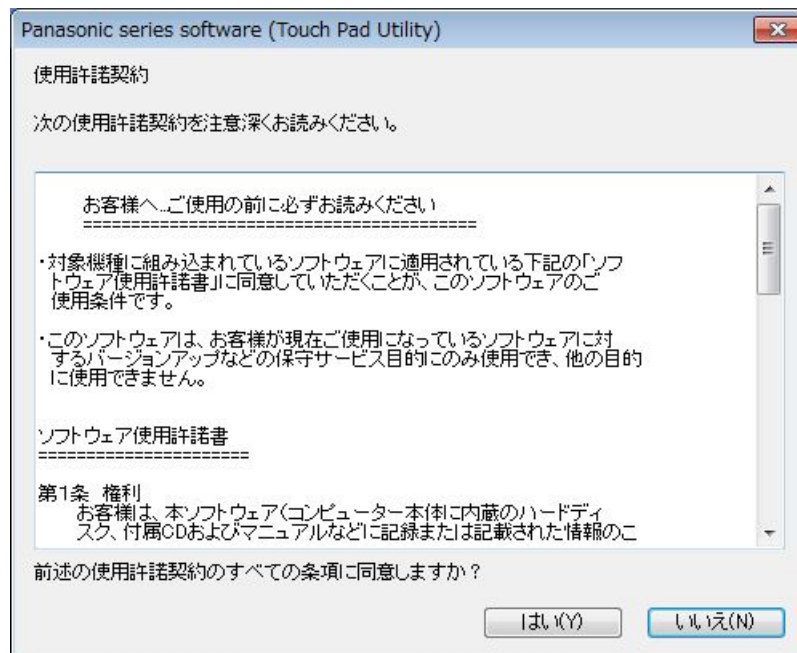 Panasonic series software (Touch Pad Utility)
使用許諾契約
次の使用許諾契約を注意深くお読みください。
お客様へ...ご使用の前に必ずお読みください
=========================================
・対象機種に組み込まれているソフトウェアに適用されている下記の「ソフ
トウェア使用許諾書」に同意していただくことが、このソフトウェアのご
使用条件です。
・このソフトウェアは、お客様が現在ご使用になっているソフトウェアに対
するバージョンアップなどの保守サービス目的にのみ使用でき、他の目的
に使用できません。
ソフトウェア使用許諾書
======================
第1条 権利
お客様は、本ソフトウェア(コンピューター本体に内蔵のハードディ
スク、付属CDおよびマニュアルなどに記録または記載された情報のこ
前述の使用許諾契約のすべての条項に同意しますか？
はい(Y)
いいえ(N)